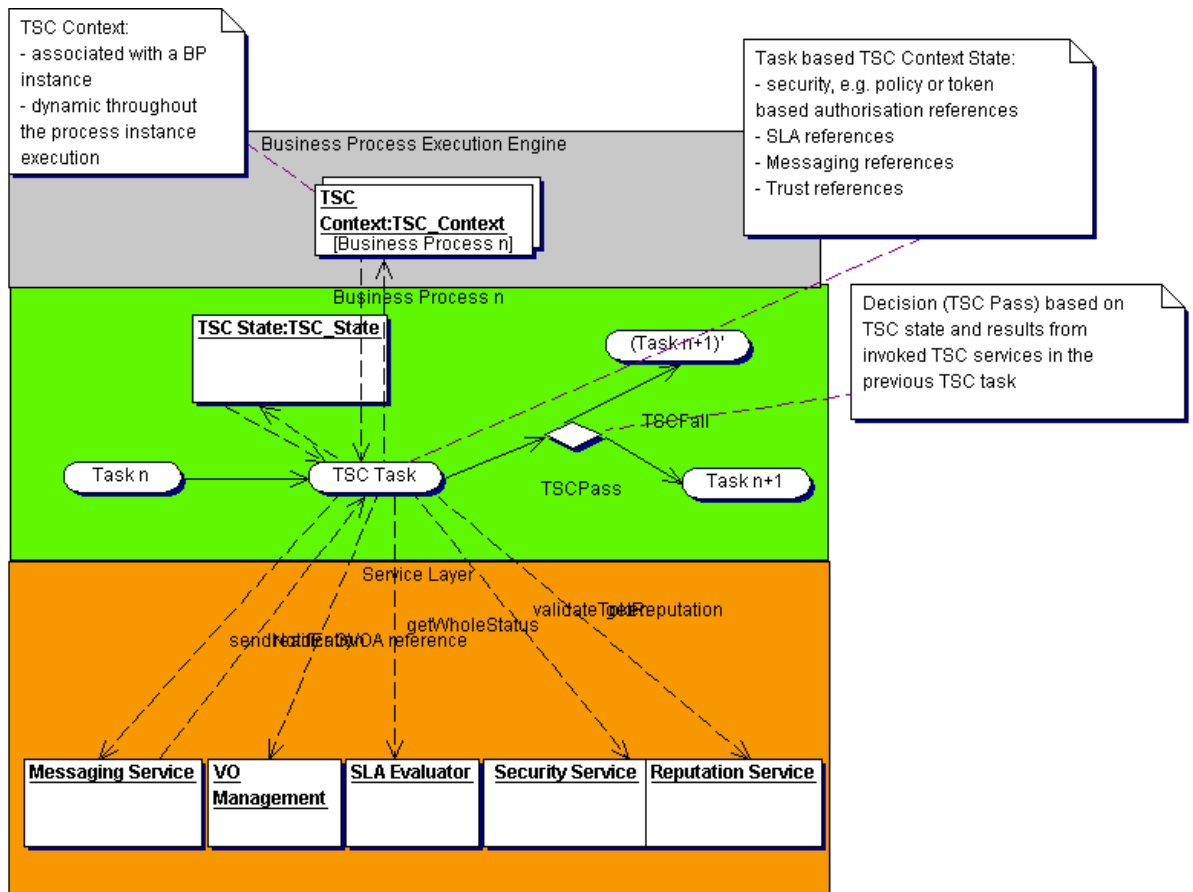 TSC Context:
- associated with a BP
instance
- dynamic throughout
the process instance
execution
Task based TSC Context State:
- security, e.g. policy or token
based authorisation references
- SLA references
- Messaging references
- Trust references
Business Process Execution Engine
TSC
Context:TSC_Context
[Business Process n]
Business Process n
Decision (TSC Pass) based on
TSC state and results from
invoked TSC services in the
previous TSC task
TSC State:TSC_State
(Task n+1)'
TSCFail
Task n
TSC Task
TSCPass
Task n+1
Service Layer
validateToken
getReputation
getWholeStatus
VOA reference
Messaging Service
VO
Management
SLA Evaluator
Security Service
Reputation Service